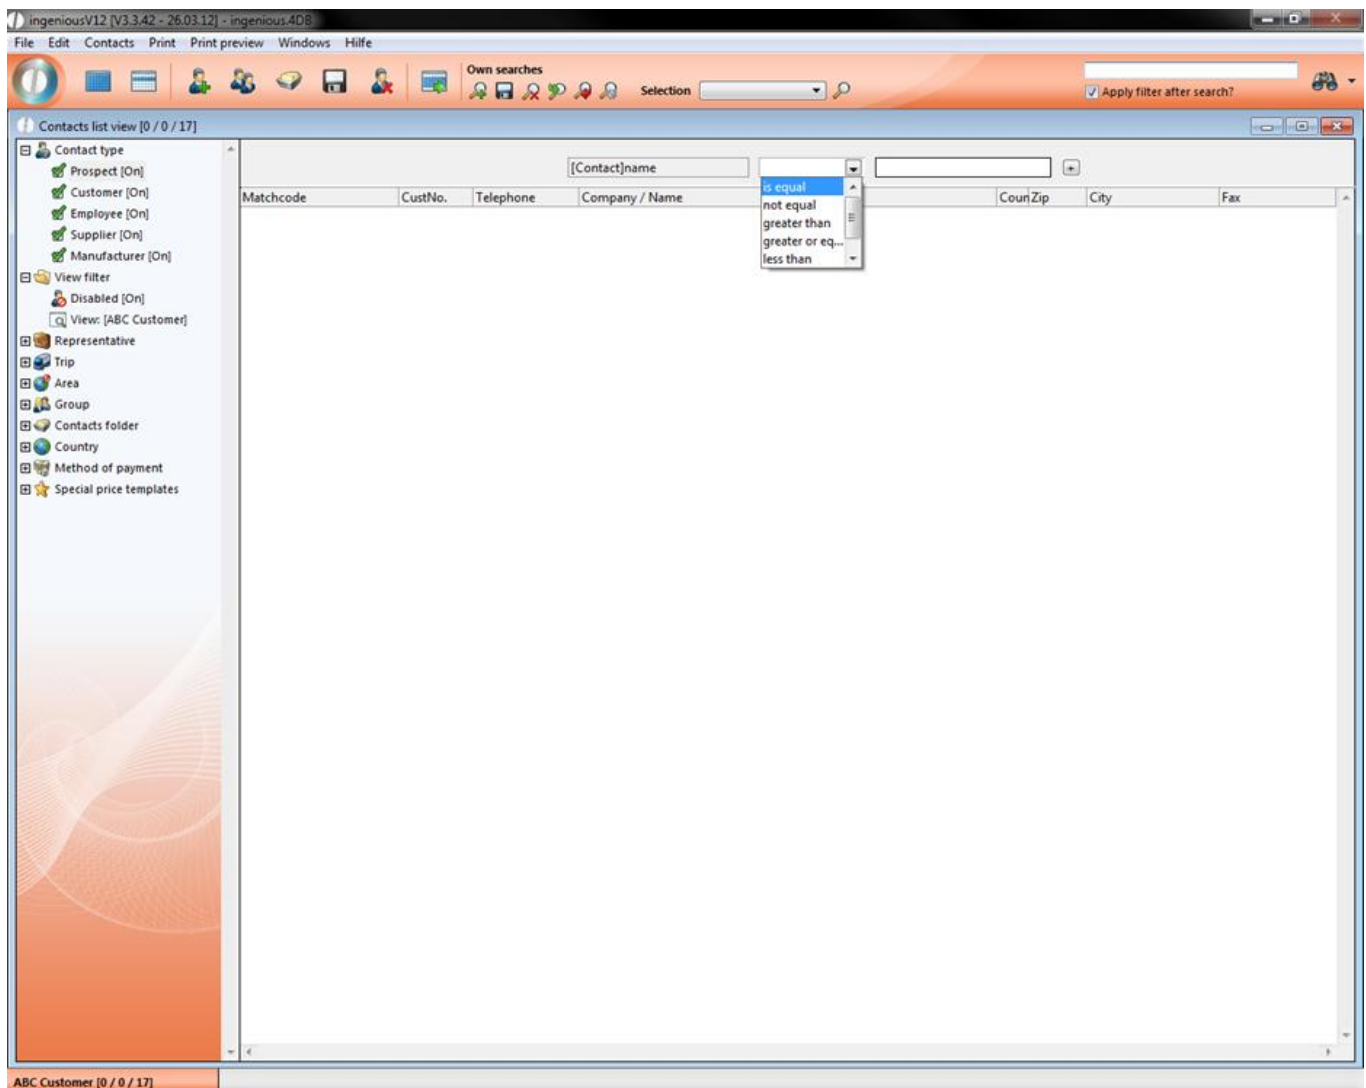 ingeniousV12 [V3.3.42 - 26.03.12] - ingenious.4DB
File Edit Contacts Print Print preview Windows Hilfe
Own searches
Selection
Apply filter after search?
Contacts list view [0 / 0 / 17]
Contact type
Prospect [On]
Customer [On]
Employee [On]
Supplier [On]
Manufacturer [On]
View filter
Disabled [On]
View: [ABC Customer]
Representative
Trip
Area
Group
Contacts folder
Country
Method of payment
Special price templates
[Contact]name
Matchcode CustNo. Telephone Company / Name Coun Zip City Fax
is equal
not equal
greater than
greater or eq...
less than
ABC Customer [0 / 0 / 17]